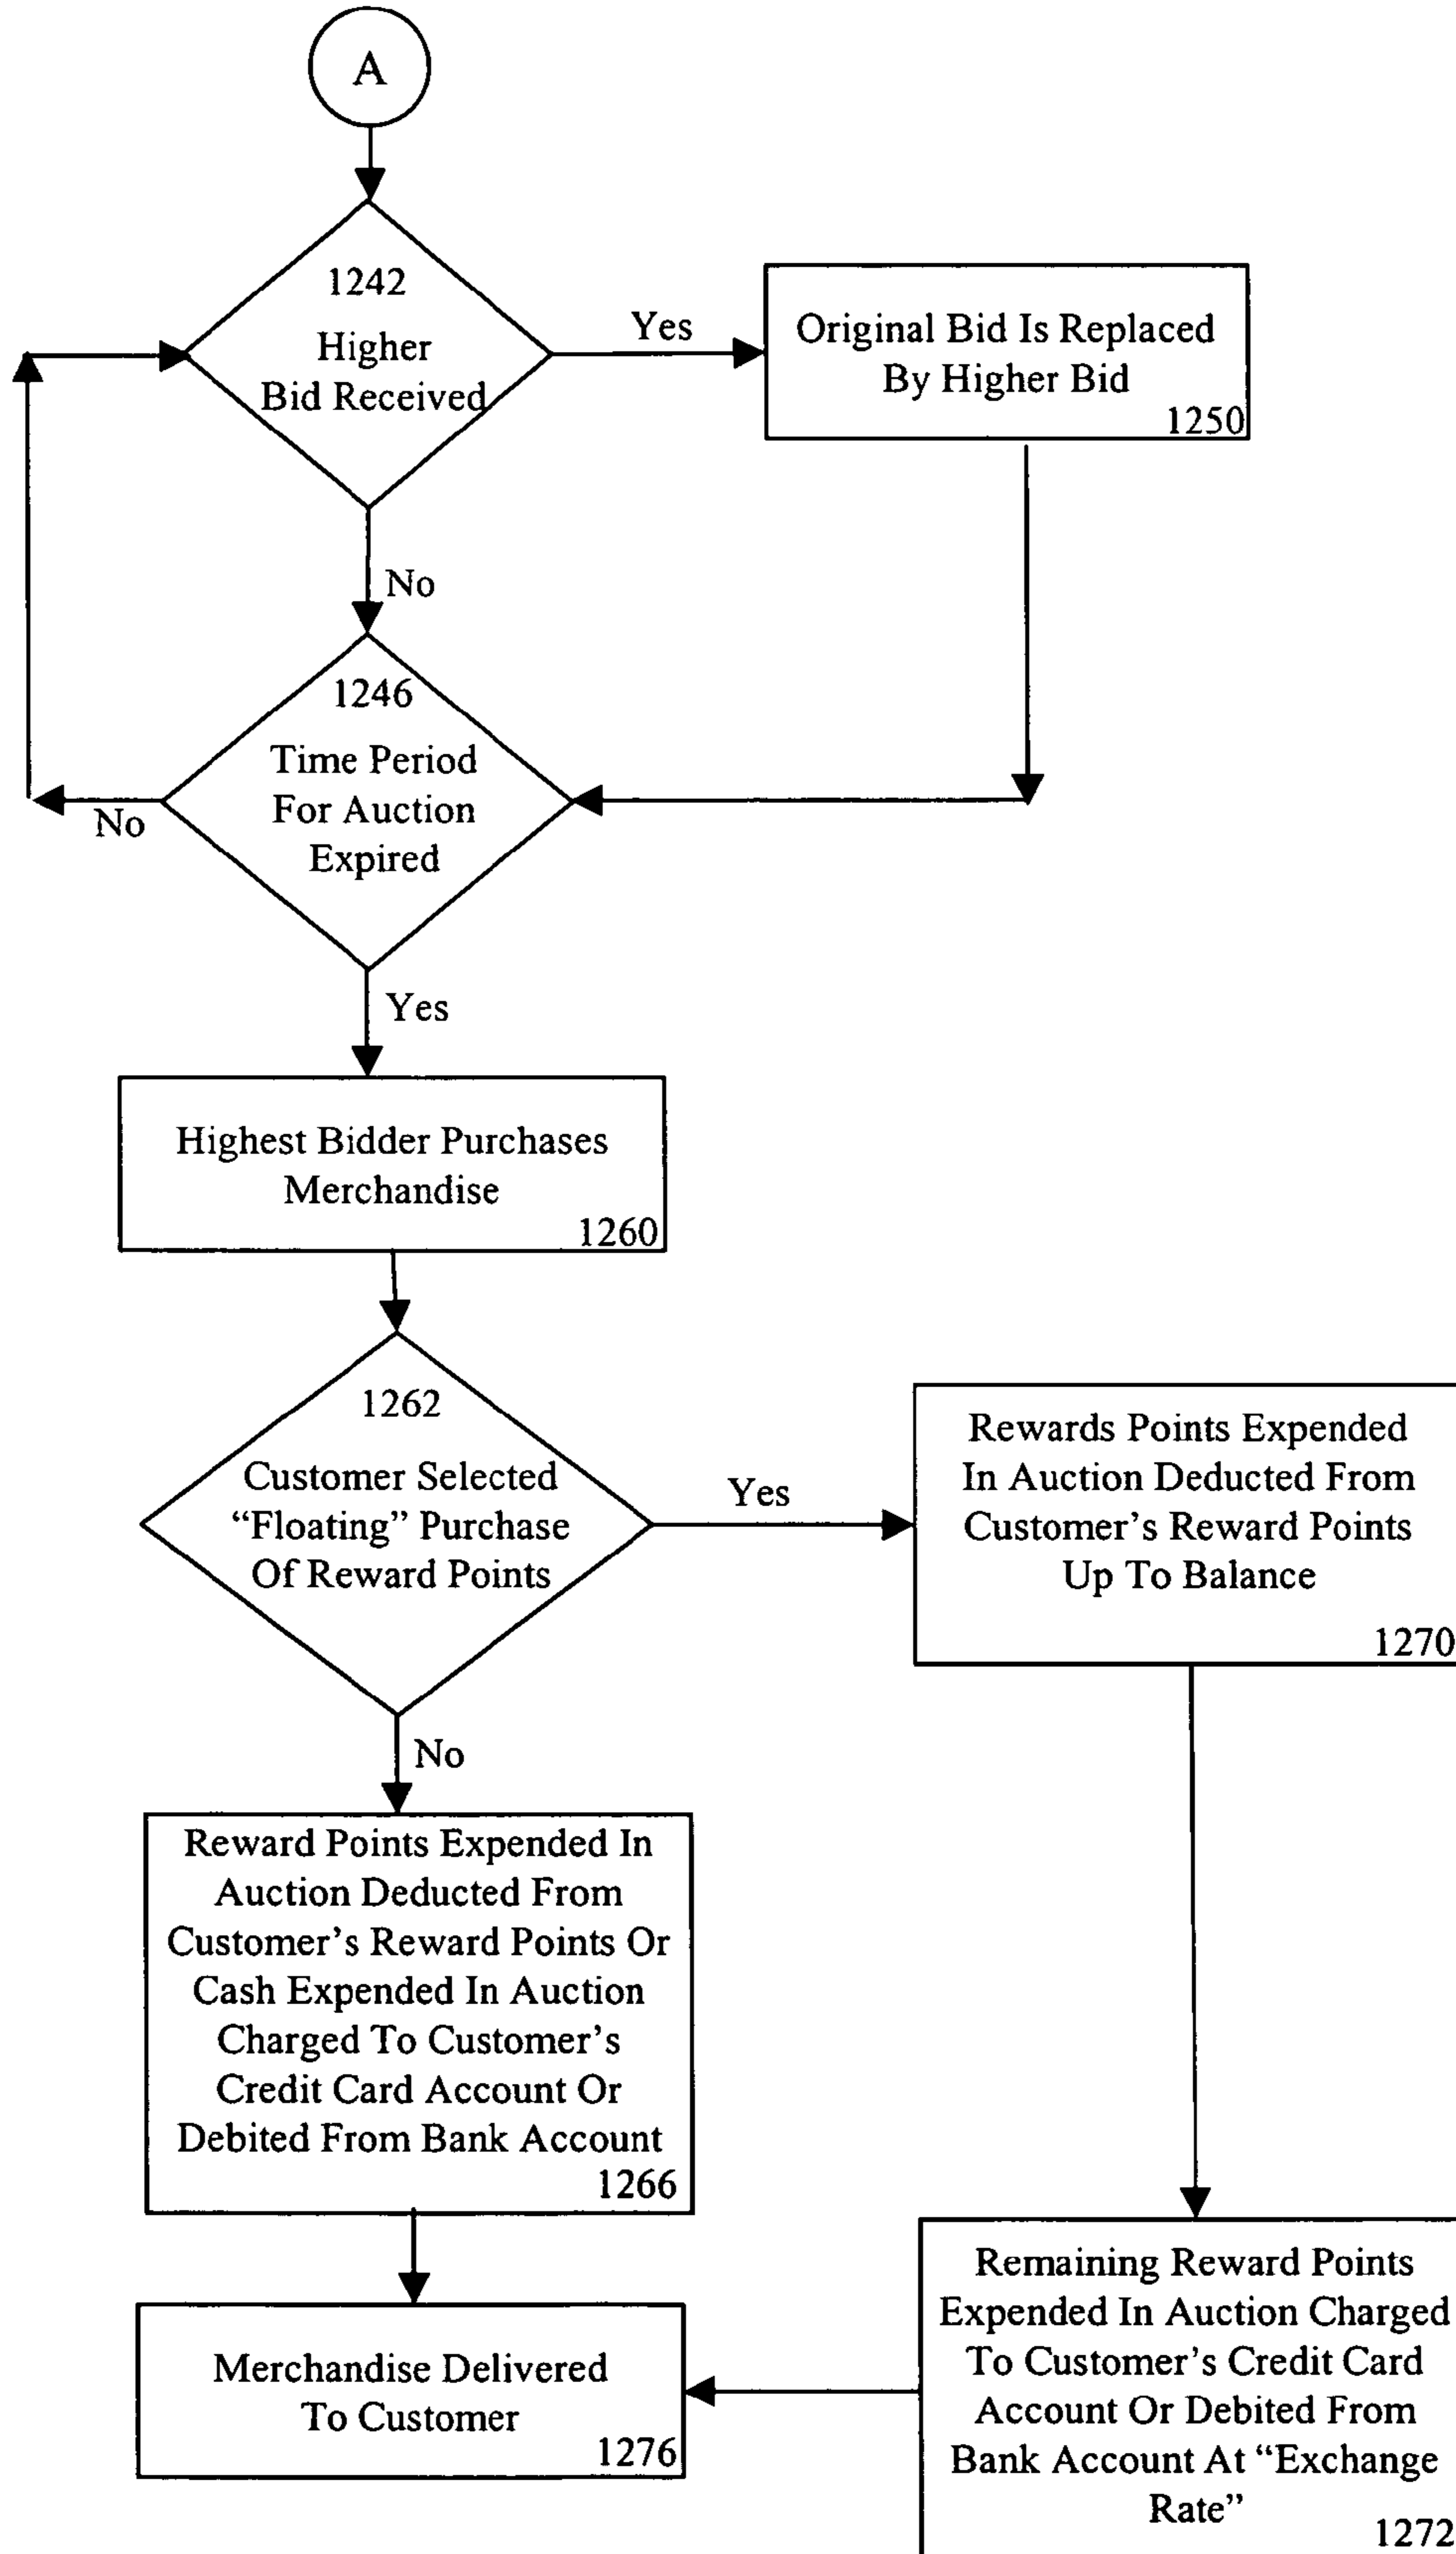 A
1242
Higher
Bid Received
Yes
Original Bid Is Replaced
By Higher Bid
1250
No
1246
Time Period
For Auction
Expired
No
Yes
Highest Bidder Purchases
Merchandise
1260
1262
Customer Selected
“Floating” Purchase
Of Reward Points
Yes
Rewards Points Expended
In Auction Deducted From
Customer’s Reward Points
Up To Balance
1270
No
Reward Points Expended In
Auction Deducted From
Customer’s Reward Points Or
Cash Expended In Auction
Charged To Customer’s
Credit Card Account Or
Debited From Bank Account
1266
Merchandise Delivered
To Customer
1276
Remaining Reward Points
Expended In Auction Charged
To Customer’s Credit Card
Account Or Debited From
Bank Account At “Exchange
Rate”
1272